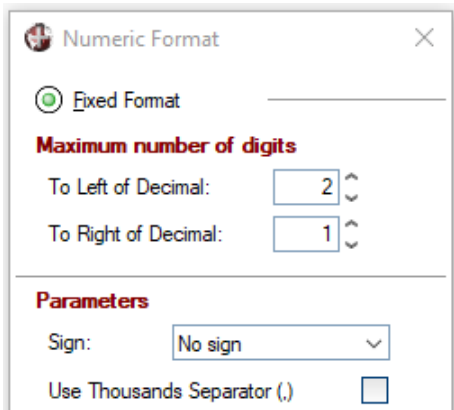 Numeric Format
Fixed Format
Maximum number of digits
To Left of Decimal: 2
To Right of Decimal: 1
Parameters
Sign: No sign
Use Thousands Separator (,)